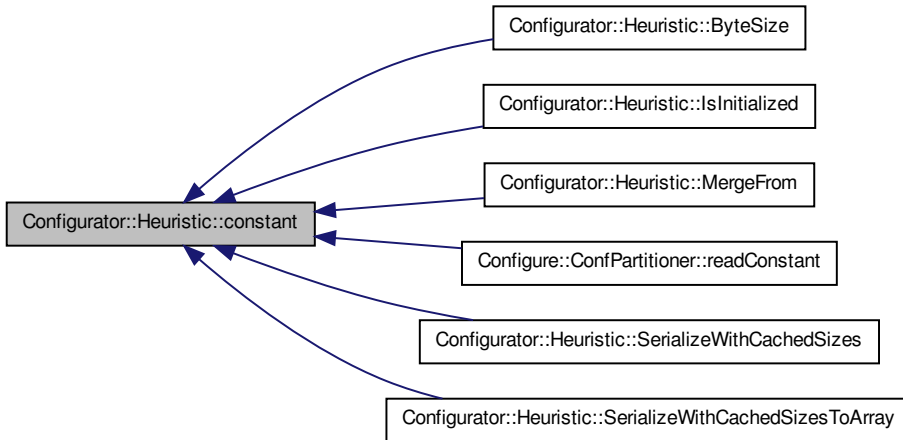 Configurator::Heuristic::ByteSize
Configurator::Heuristic::IsInitialized
Configurator::Heuristic::MergeFrom
Configurator::Heuristic::constant
Configure::ConfPartitioner::readConstant
Configurator::Heuristic::SerializeWithCachedSizes
Configurator::Heuristic::SerializeWithCachedSizesToArray